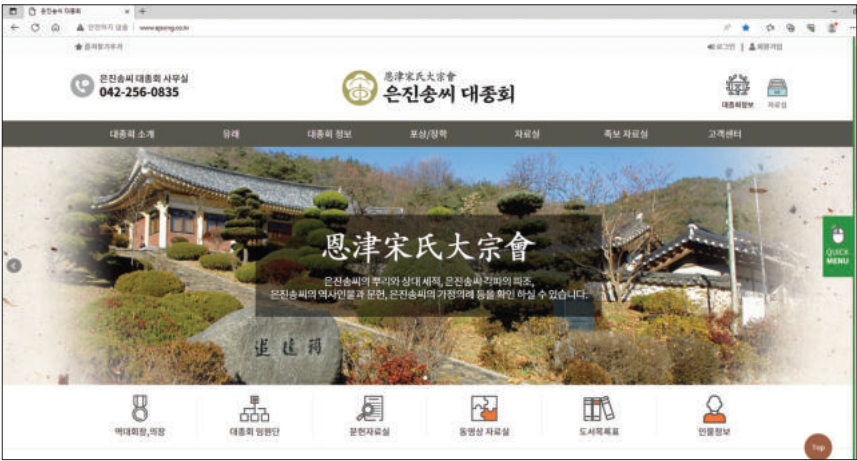 은진송씨 대종회
안전하지 않음 www.ejsong.co.kr
즐겨찾기추가
로그인 | 회원가입
은진송씨 대종회 사무실
042-256-0835
恩津宋氏大宗會
은진송씨 대종회
대종회장보 자료실
대종회 소개 유래 대종회 정보 포상/장학 자료실 족보 자료실 고객센터
恩津宋氏大宗會
은진송씨의 뿌리와 상대 세적, 은진송씨 각파의 파조,
은진송씨의 역사인물과 문헌, 은진송씨의 가정의례 등을 확인 하실 수 있습니다.
QUICK
MENU
追遠
역대회장,의장 대종회 임원단 문헌자료실 동영상 자료실 도서목록표 인물정보
Top